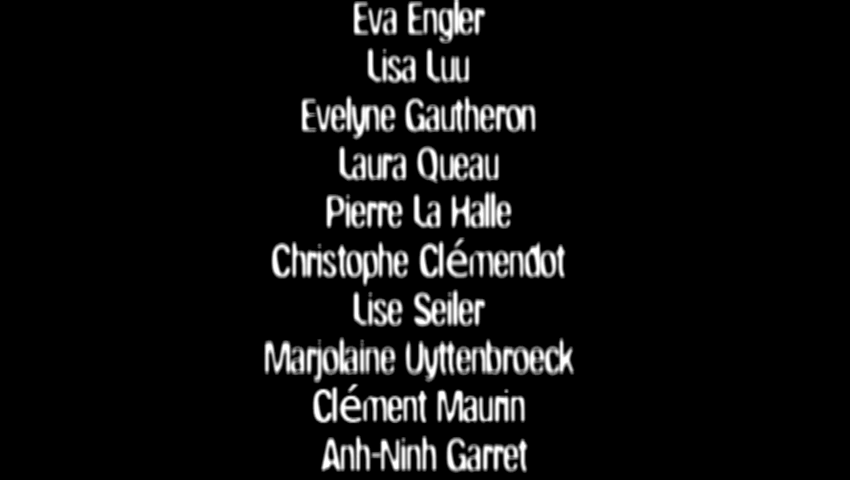 Eva Engler
Lisa Luu
Evelyne Gautheron
Laura Queau
Pierre La Halle
Christophe Clémendot
Lise Seiler
Marjolaine Uyttenbroeck
Clément Maurin
Anh-Ninh Garret